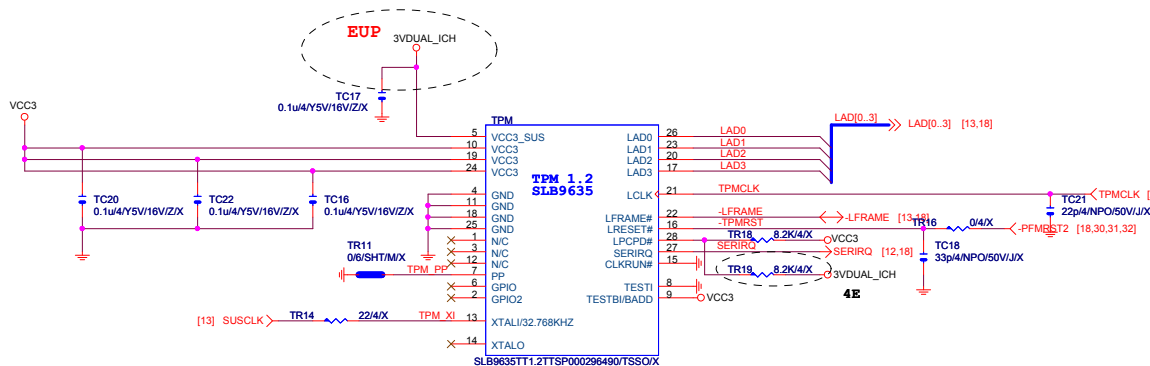 EUP
3VDUAL_ICH
TC17
0.1u/4/Y5V/16V/Z/X
VCC3
TPM
TPM 1.2
SLB9635
5 VCC3_SUS
10 VCC3
19 VCC3
24 VCC3
4 GND
11 GND
18 GND
25 GND
1 N/C
3 N/C
12 N/C
7 PP
6 GPIO
2 GPIO2
13 XTALI/32.768KHZ
14 XTALO
LAD0 26 LAD0
LAD1 23 LAD1
LAD2 20 LAD2
LAD3 17 LAD3
LAD[0..3] LAD[0..3] [13,18]
LCLK 21 TPMCLK TPMCLK [
LFRAME# 22 -LFRAME -LFRAME [13,18]
LRESET# 16 -TPMRST
LPCPD# 28
SERIRQ 27 SERIRQ SERIRQ [12,18]
CLKRUN# 15
TESTI 8
TESTBI/BADD 9 VCC3
TC20
0.1u/4/Y5V/16V/Z/X
TC22
0.1u/4/Y5V/16V/Z/X
TC16
0.1u/4/Y5V/16V/Z/X
TR11
0/6/SHT/M/X
TPM_PP
[13] SUSCLK TR14 22/4/X TPM_XI
TC21
22p/4/NPO/50V/J/X
TR16 0/4/X
-PFMRST2 [18,30,31,32]
TR18 8.2K/4/X VCC3
TC18
33p/4/NPO/50V/J/X
TR19 8.2K/4/X 3VDUAL_ICH
4E
SLB9635TT1.2TTSP000296490/TSSO/X